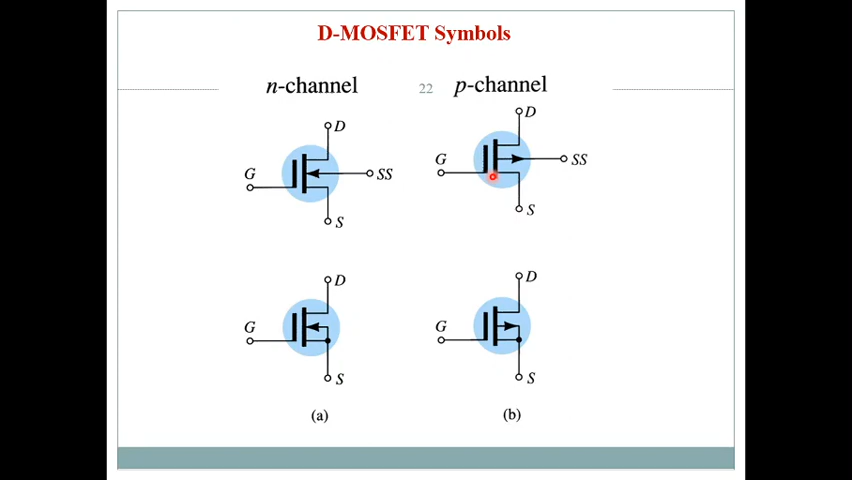 D-MOSFET Symbols
n-channel 22 p-channel
D D
G SS G SS
S S
D D
G G
S S
(a) (b)